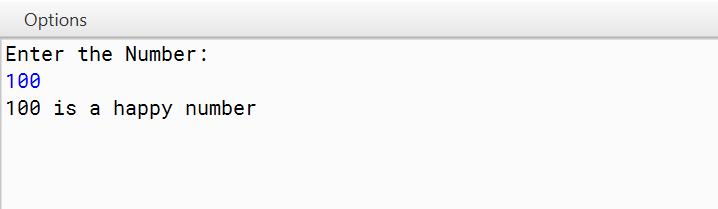 Options
Enter the Number:
100
100 is a happy number